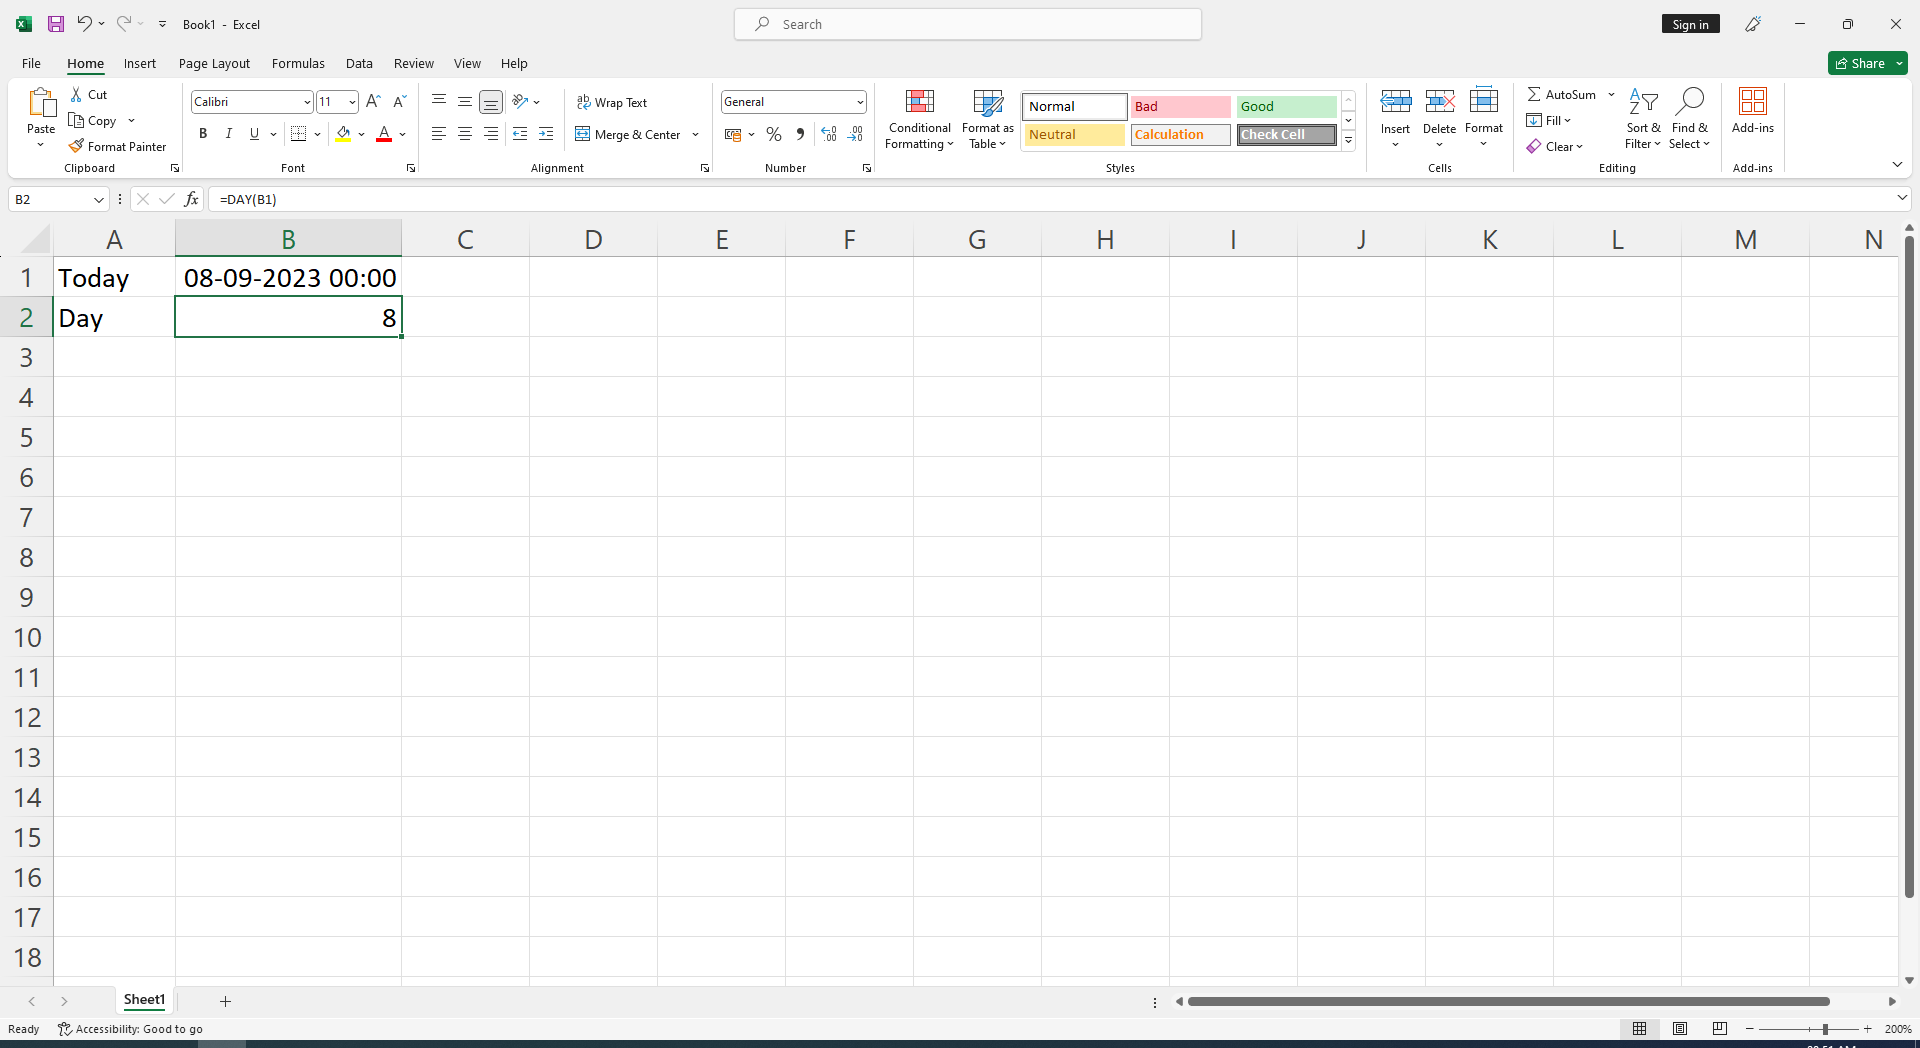 Book1 - Excel
Search
Sign in
File Home Insert Page Layout Formulas Data Review View Help
Share
Paste
Cut
Copy
Format Painter
Clipboard
Calibri 11
B I U
A
Font
Wrap Text
Merge & Center
Alignment
General
Number
Conditional Formatting
Format as Table
Normal Bad Good
Neutral Calculation Check Cell
Styles
Insert Delete Format
Cells
AutoSum
Fill
Clear
Sort & Filter
Find & Select
Editing
Add-ins
Add-ins
B2 fx =DAY(B1)
A B C D E F G H I J K L M N
1 Today 08-09-2023 00:00
2 Day 8
3
4
5
6
7
8
9
10
11
12
13
14
15
16
17
18
Sheet1
Ready Accessibility: Good to go 200%